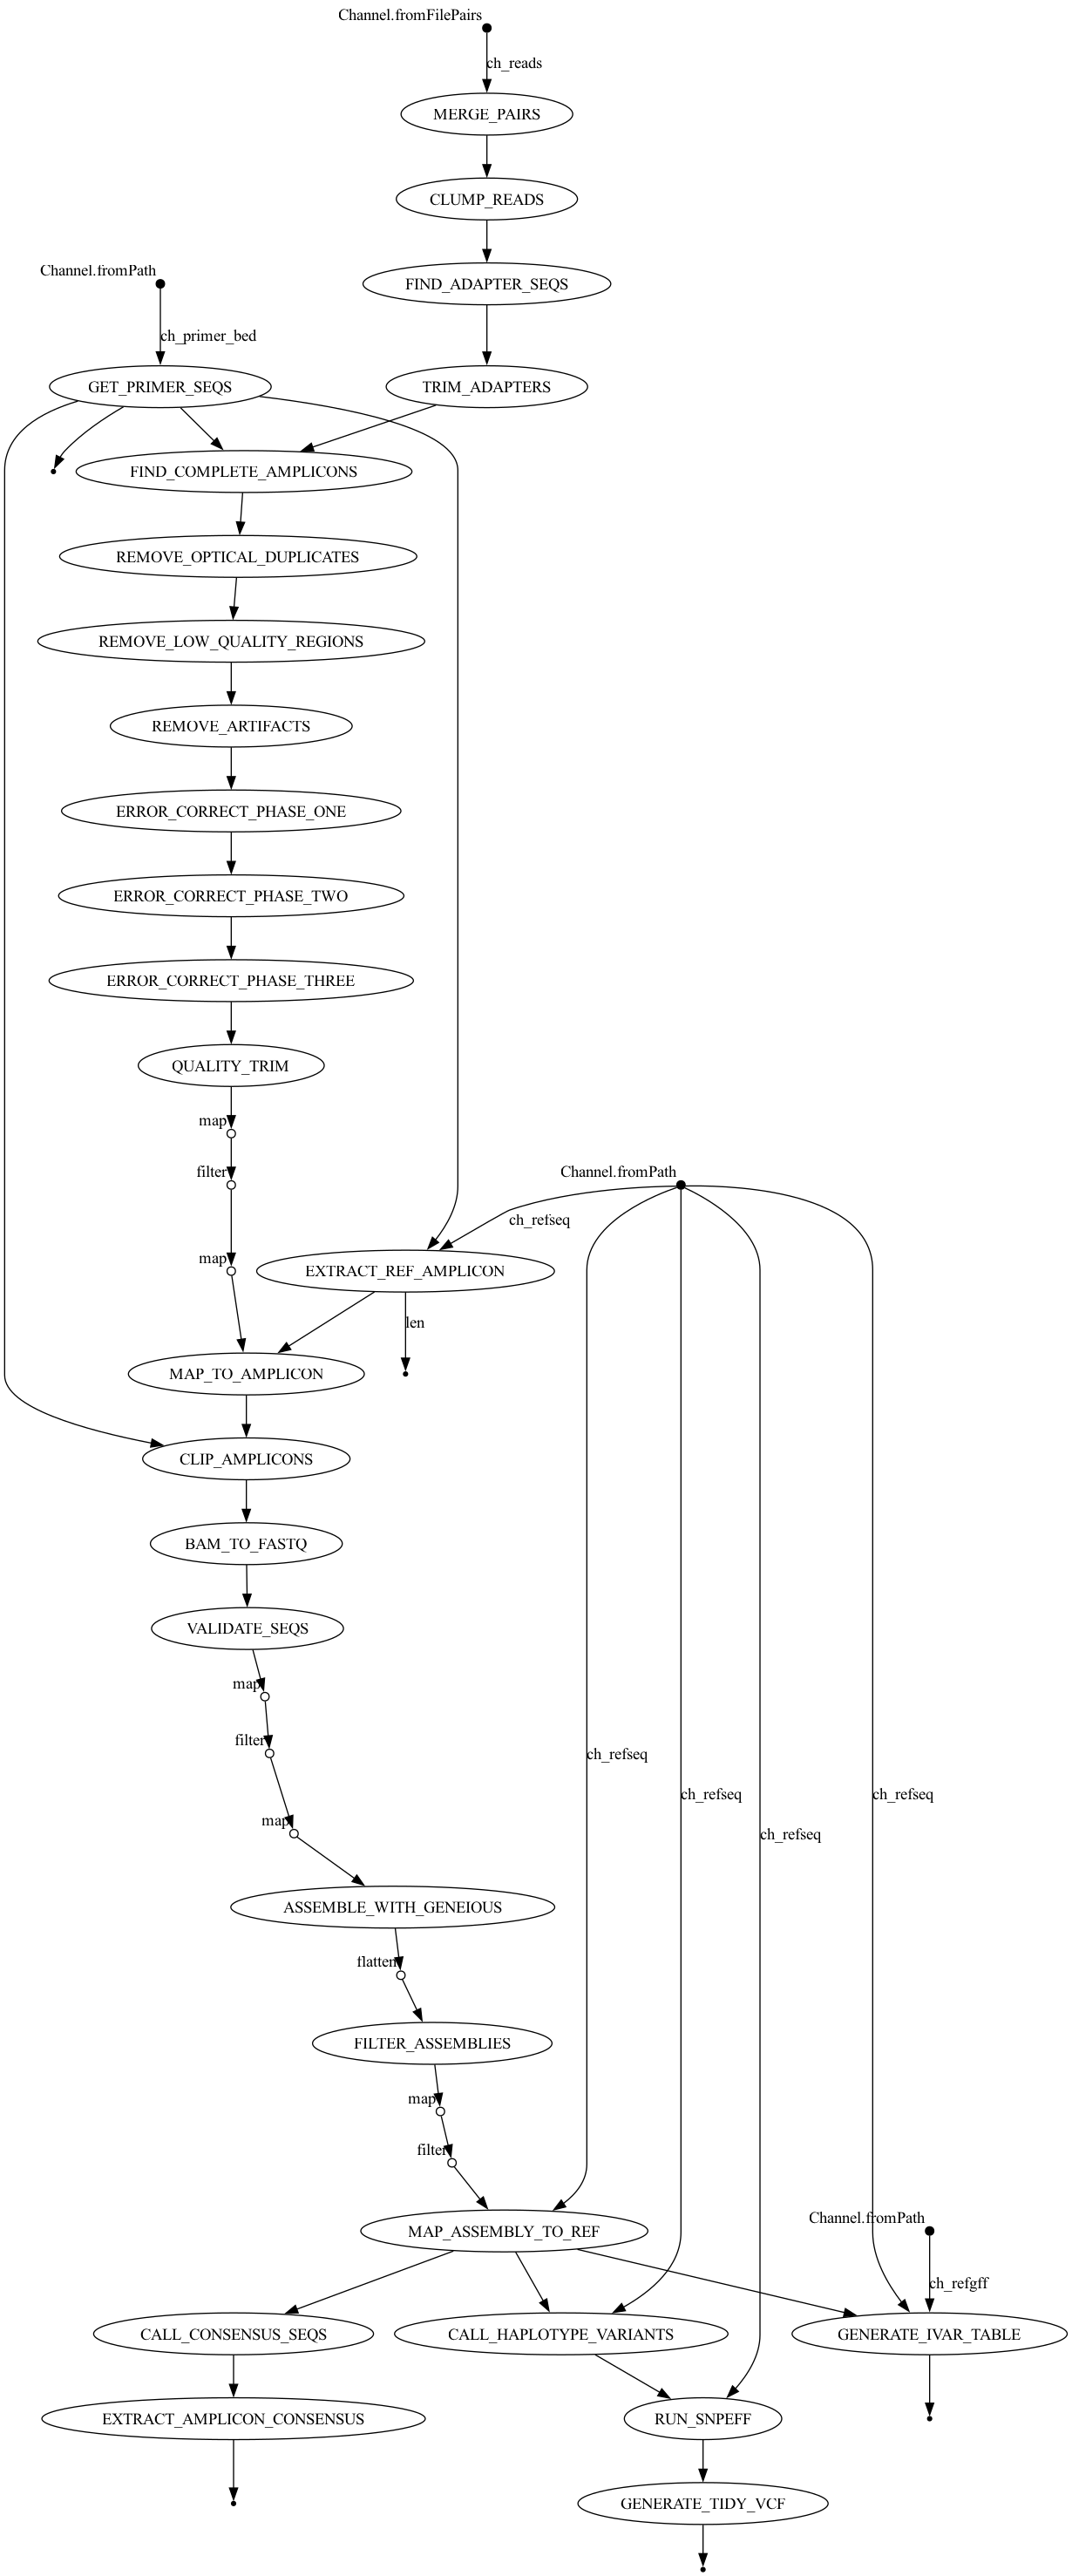 Channel.fromFilePairs
ch_reads
MERGE_PAIRS
CLUMP_READS
Channel.fromPath
FIND_ADAPTER_SEQS
ch_primer_bed
GET_PRIMER_SEQS
TRIM_ADAPTERS
FIND_COMPLETE_AMPLICONS
REMOVE_OPTICAL_DUPLICATES
REMOVE_LOW_QUALITY_REGIONS
REMOVE_ARTIFACTS
ERROR_CORRECT_PHASE_ONE
ERROR_CORRECT_PHASE_TWO
ERROR_CORRECT_PHASE_THREE
QUALITY_TRIM
map
filter
Channel.fromPath
ch_refseq
map
EXTRACT_REF_AMPLICON
len
MAP_TO_AMPLICON
CLIP_AMPLICONS
BAM_TO_FASTQ
VALIDATE_SEQS
map
filter
ch_refseq
ch_refseq
ch_refseq
map
ch_refseq
ASSEMBLE_WITH_GENEIOUS
flatten
FILTER_ASSEMBLIES
map
filter
MAP_ASSEMBLY_TO_REF
Channel.fromPath
ch_refgff
CALL_CONSENSUS_SEQS
CALL_HAPLOTYPE_VARIANTS
GENERATE_IVAR_TABLE
EXTRACT_AMPLICON_CONSENSUS
RUN_SNPEFF
GENERATE_TIDY_VCF